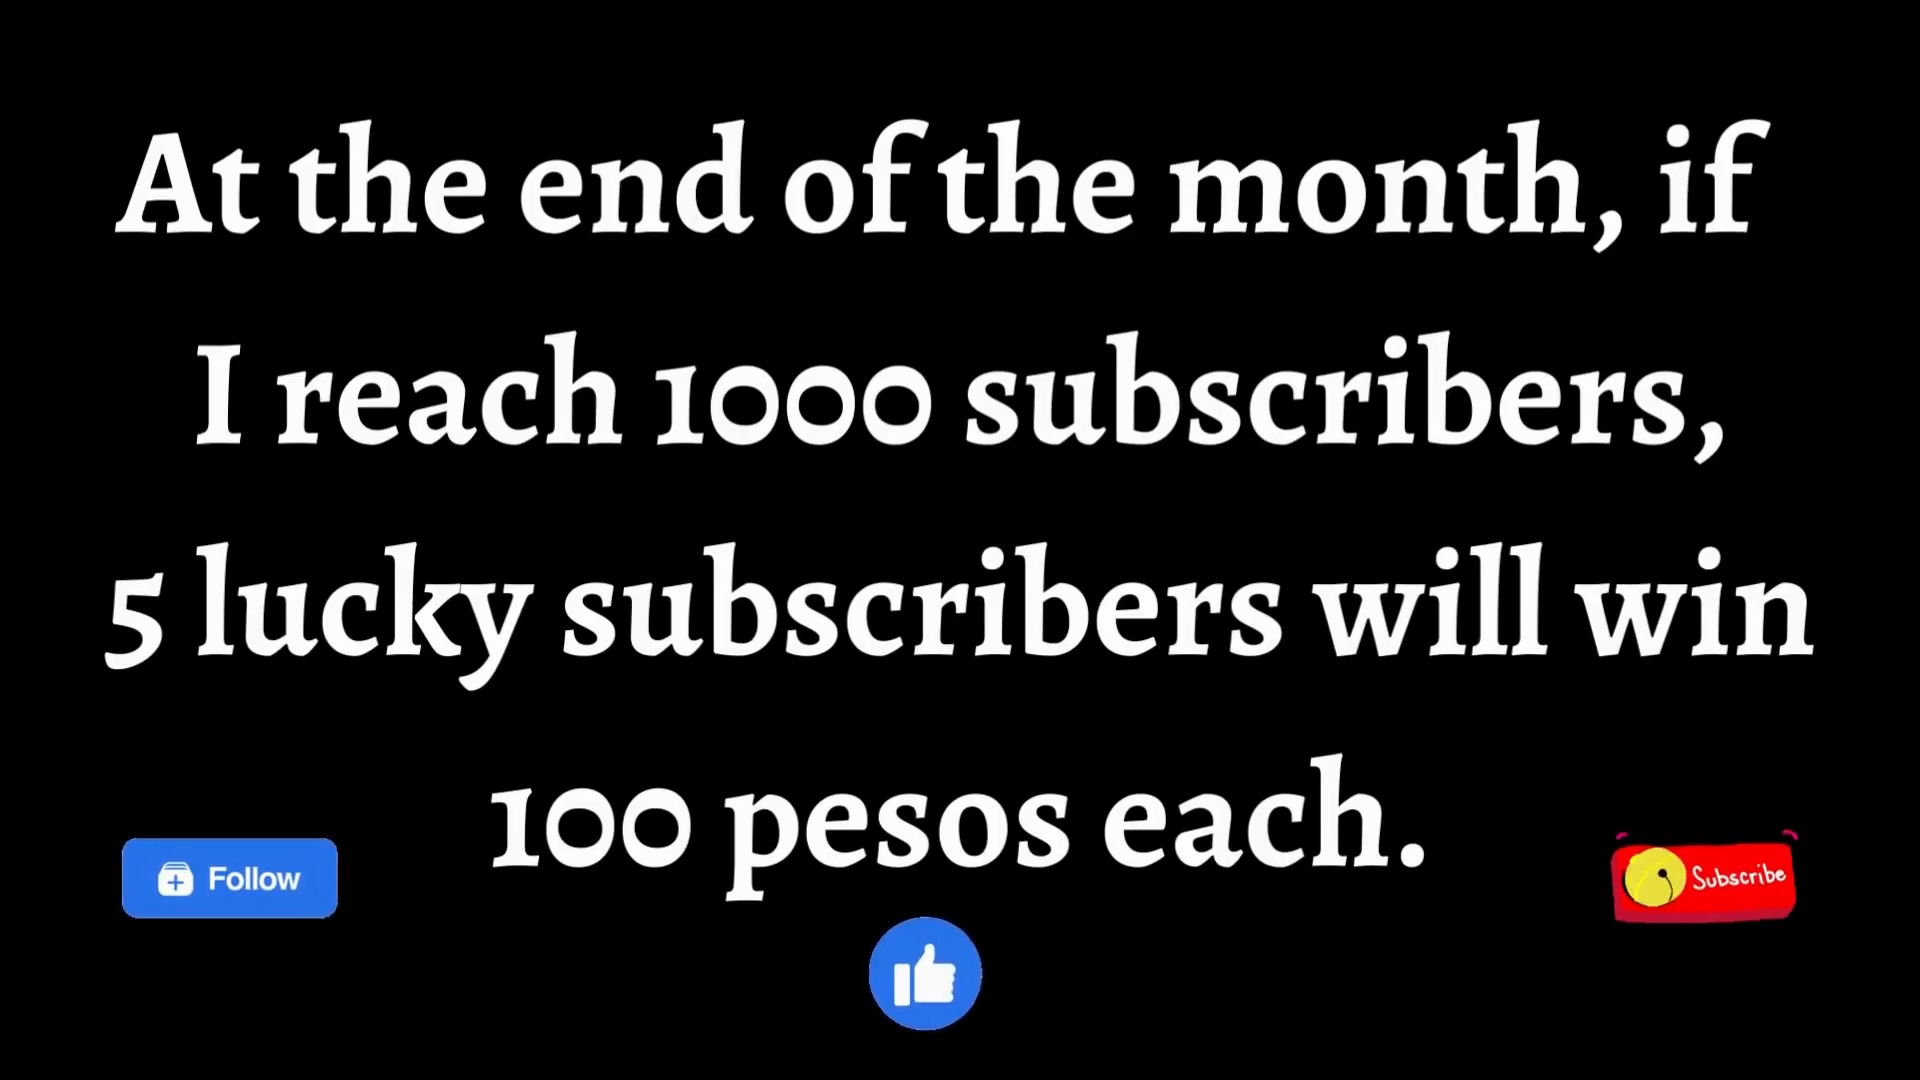 At the end of the month, if
I reach 1000 subscribers,
5 lucky subscribers will win
100 pesos each.
Follow
Subscribe